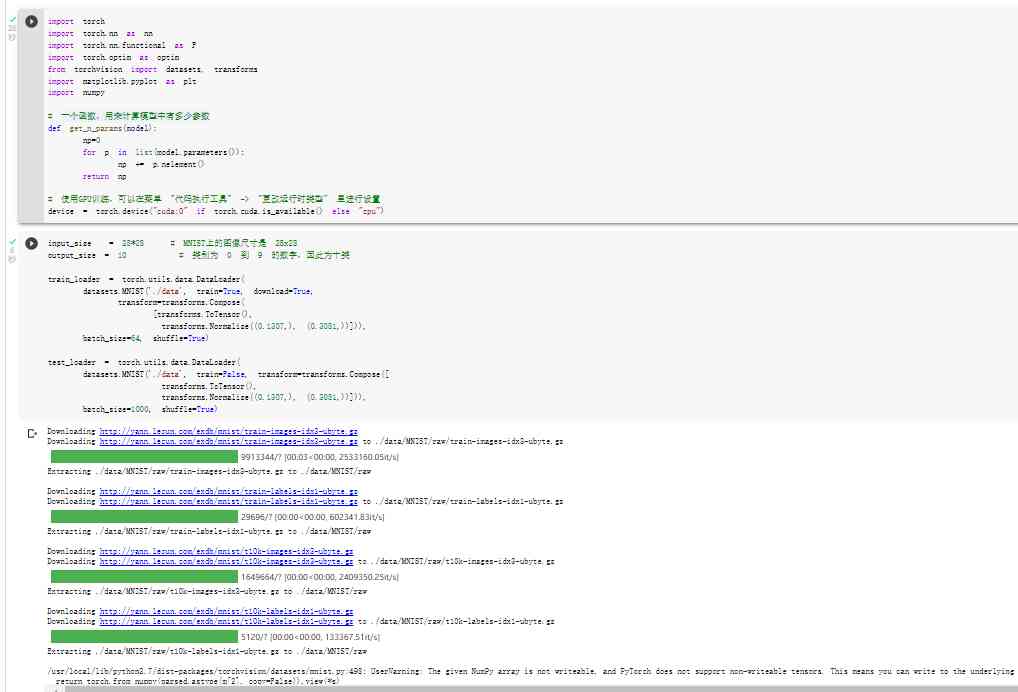 import torch
import torch.nn as nn
import torch.nn.functional as F
import torch.optim as optim
from torchvision import datasets, transforms
import matplotlib.pyplot as plt
import numpy
# 一个函数，用来计算模型中有多少参数
def get_n_params(model):
np=0
for p in list(model.parameters()):
np += p.nelement()
return np
# 使用GPU训练，可以在菜单 "代码执行工具" -> "更改运行时类型" 里进行设置
device = torch.device("cuda:0" if torch.cuda.is_available() else "cpu")
input_size = 28*28 # MNIST上的图像尺寸是 28x28
output_size = 10 # 类别为 0 到 9 的数字，因此为十类
train_loader = torch.utils.data.DataLoader(
datasets.MNIST('./data', train=True, download=True,
transform=transforms.Compose(
[transforms.ToTensor(),
transforms.Normalize((0.1307,), (0.3081,))])),
batch_size=64, shuffle=True)
test_loader = torch.utils.data.DataLoader(
datasets.MNIST('./data', train=False, transform=transforms.Compose([
transforms.ToTensor(),
transforms.Normalize((0.1307,), (0.3081,))])),
batch_size=1000, shuffle=True)
Downloading http://yann.lecun.com/exdb/mnist/train-images-idx3-ubyte.gz
Downloading http://yann.lecun.com/exdb/mnist/train-images-idx3-ubyte.gz to ./data/MNIST/raw/train-images-idx3-ubyte.gz
9913344/? [00:03<00:00, 2533160.05it/s]
Extracting ./data/MNIST/raw/train-images-idx3-ubyte.gz to ./data/MNIST/raw
Downloading http://yann.lecun.com/exdb/mnist/train-labels-idx1-ubyte.gz
Downloading http://yann.lecun.com/exdb/mnist/train-labels-idx1-ubyte.gz to ./data/MNIST/raw/train-labels-idx1-ubyte.gz
29696/? [00:00<00:00, 602341.83it/s]
Extracting ./data/MNIST/raw/train-labels-idx1-ubyte.gz to ./data/MNIST/raw
Downloading http://yann.lecun.com/exdb/mnist/t10k-images-idx3-ubyte.gz
Downloading http://yann.lecun.com/exdb/mnist/t10k-images-idx3-ubyte.gz to ./data/MNIST/raw/t10k-images-idx3-ubyte.gz
1649664/? [00:00<00:00, 2409350.25it/s]
Extracting ./data/MNIST/raw/t10k-images-idx3-ubyte.gz to ./data/MNIST/raw
Downloading http://yann.lecun.com/exdb/mnist/t10k-labels-idx1-ubyte.gz
Downloading http://yann.lecun.com/exdb/mnist/t10k-labels-idx1-ubyte.gz to ./data/MNIST/raw/t10k-labels-idx1-ubyte.gz
5120/? [00:00<00:00, 133367.51it/s]
Extracting ./data/MNIST/raw/t10k-labels-idx1-ubyte.gz to ./data/MNIST/raw
/usr/local/lib/python3.7/dist-packages/torchvision/datasets/mnist.py:498: UserWarning: The given NumPy array is not writeable, and PyTorch does not support non-writeable tensors. This means you can write to the underlying
return torch.from_numpy(parsed.astype(m[2], copy=False)).view(*s)